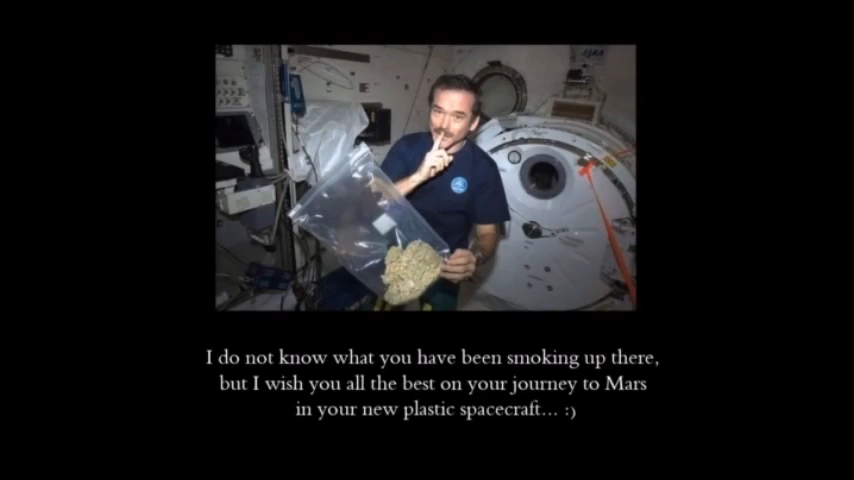 I do not know what you have been smoking up there,
but I wish you all the best on your journey to Mars
in your new plastic spacecraft... :)